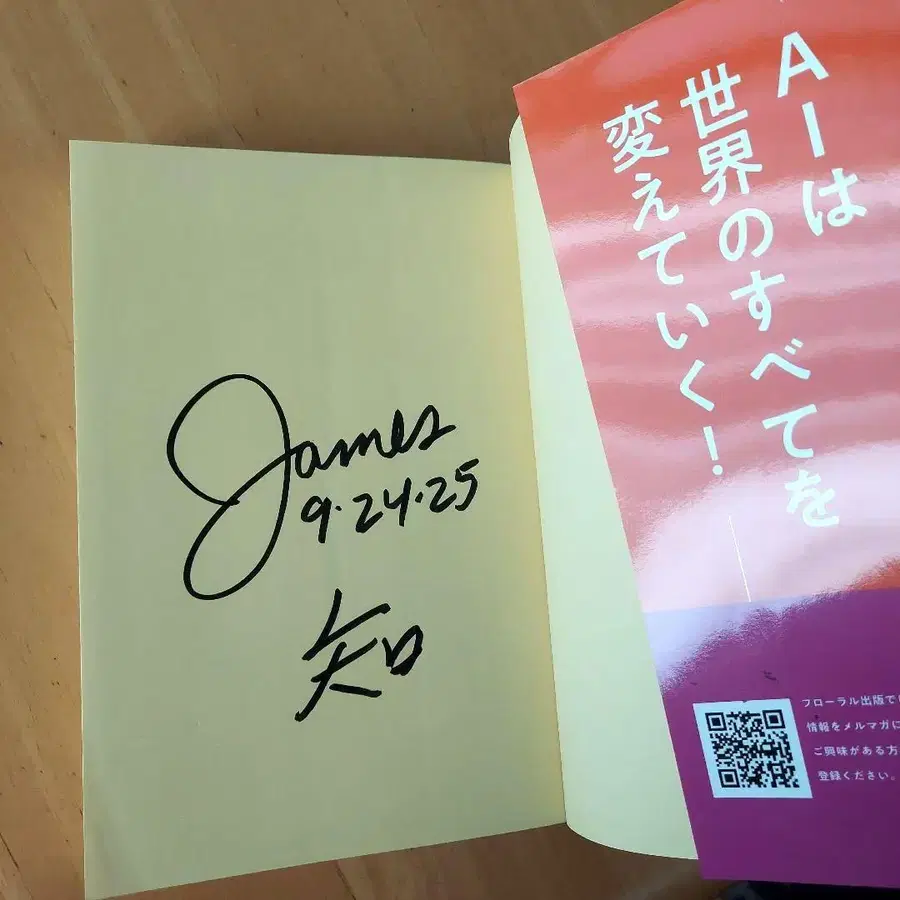 James
9.24.25
知
AIは
世界のすべてを
変えていく！
フローラル出版で
情報をメルマガに
ご興味がある方
登録ください。